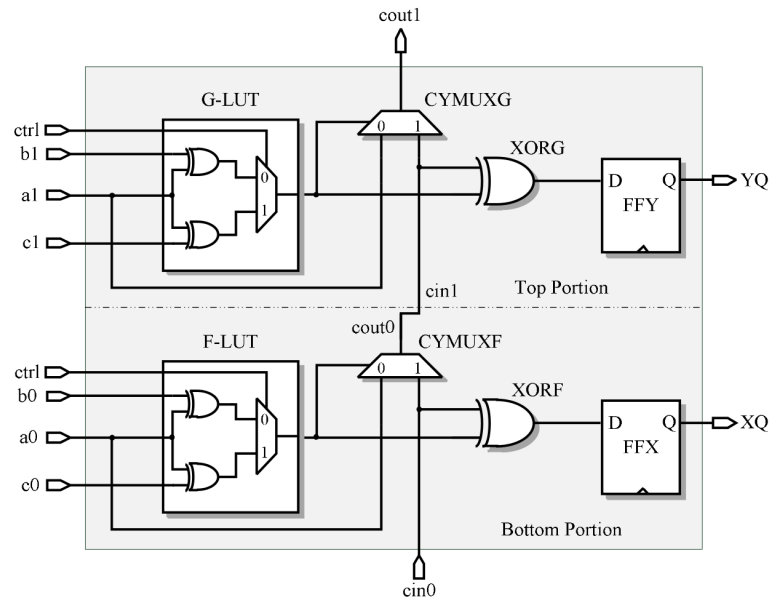 cout1
G-LUT
CYMUXG
ctrl
0 1
b1
XORG
0
D Q
YQ
a1
FFY
1
c1
cin1
Top Portion
cout0
F-LUT
CYMUXF
ctrl
0 1
b0
XORF
0
D Q
XQ
a0
FFX
1
c0
Bottom Portion
cin0